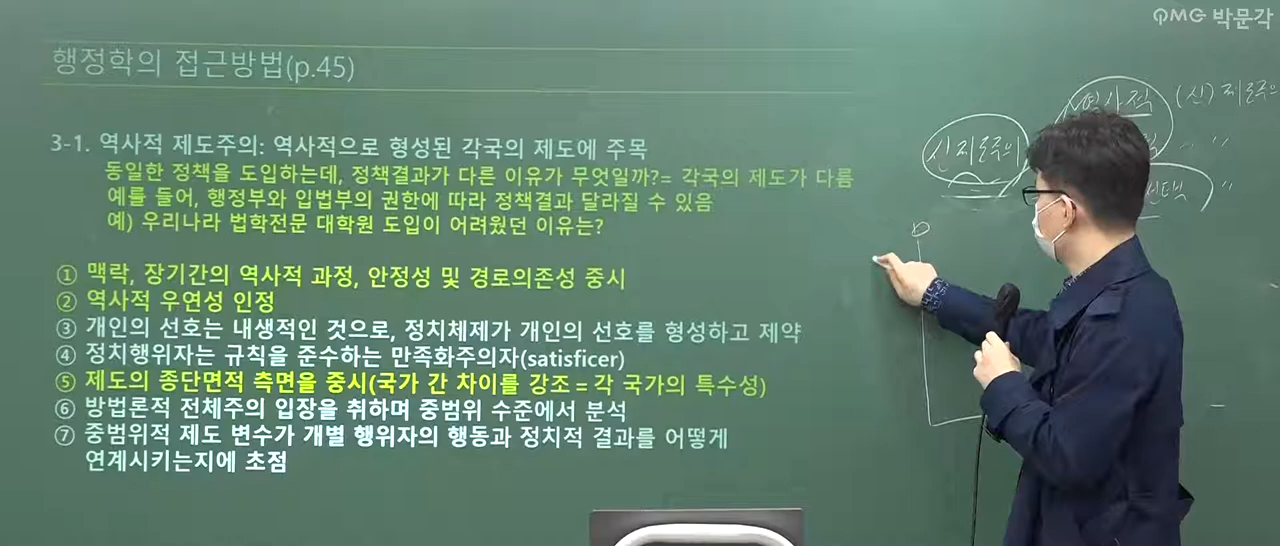 PMG 박문각
행정학의 접근방법(p.45)
3-1. 역사적 제도주의: 역사적으로 형성된 각국의 제도에 주목
동일한 정책을 도입하는데, 정책결과가 다른 이유가 무엇일까?= 각국의 제도가 다름
예를 들어, 행정부와 입법부의 권한에 따라 정책결과 달라질 수 있음
예) 우리나라 법학전문 대학원 도입이 어려웠던 이유는?
① 맥락, 장기간의 역사적 과정, 안정성 및 경로의존성 중시
② 역사적 우연성 인정
③ 개인의 선호는 내생적인 것으로, 정치체제가 개인의 선호를 형성하고 제약
④ 정치행위자는 규칙을 준수하는 만족화주의자(satisficer)
⑤ 제도의 종단면적 측면을 중시(국가 간 차이를 강조 = 각 국가의 특수성)
⑥ 방법론적 전체주의 입장을 취하며 중범위 수준에서 분석
⑦ 중범위적 제도 변수가 개별 행위자의 행동과 정치적 결과를 어떻게
연계시키는지에 초점
역사적 (신) 제도주의
신제도주의
선택 〃